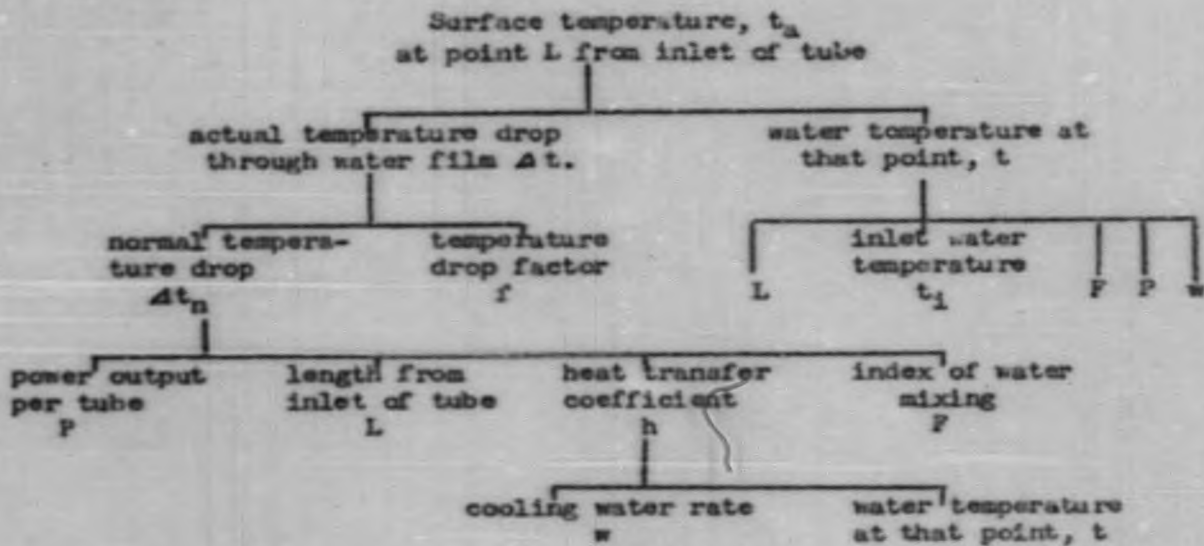 Surface temperature, t_a
at point L from inlet of tube
actual temperature drop
through water film Δt.
water temperature at
that point, t
normal tempera-
ture drop
Δt_n
temperature
drop factor
f
L
inlet water
temperature
t_i
F
P
w
power output
per tube
P
length from
inlet of tube
L
heat transfer
coefficient
h
index of water
mixing
F
cooling water rate
w
water temperature
at that point, t